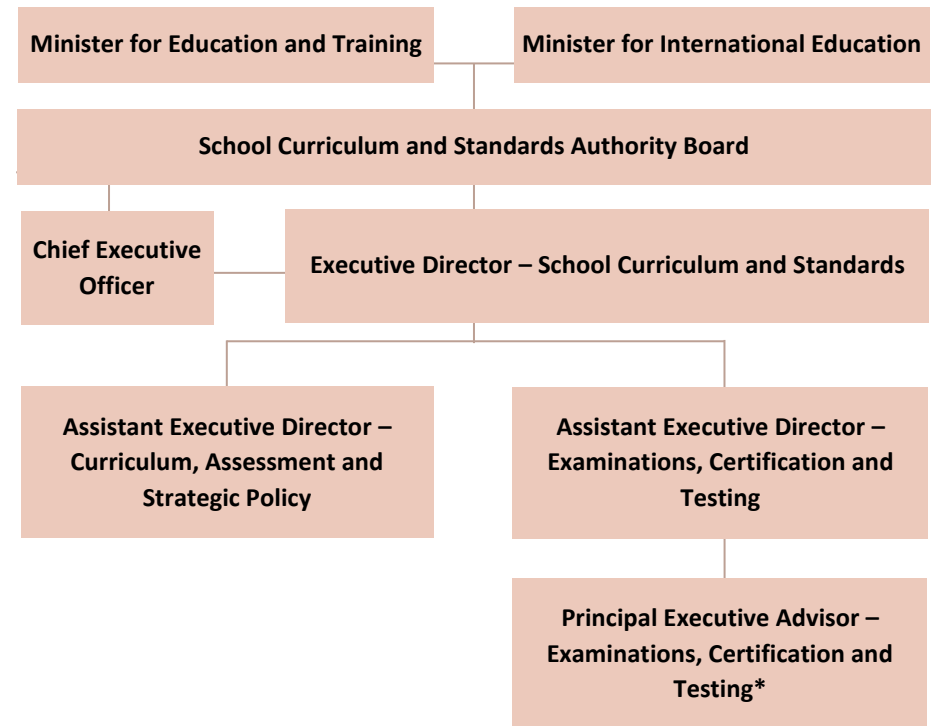 Minister for Education and Training
Minister for International Education
School Curriculum and Standards Authority Board
Chief Executive
Officer
Executive Director – School Curriculum and Standards
Assistant Executive Director –
Curriculum, Assessment and
Strategic Policy
Assistant Executive Director –
Examinations, Certification and
Testing
Principal Executive Advisor –
Examinations, Certification and
Testing*